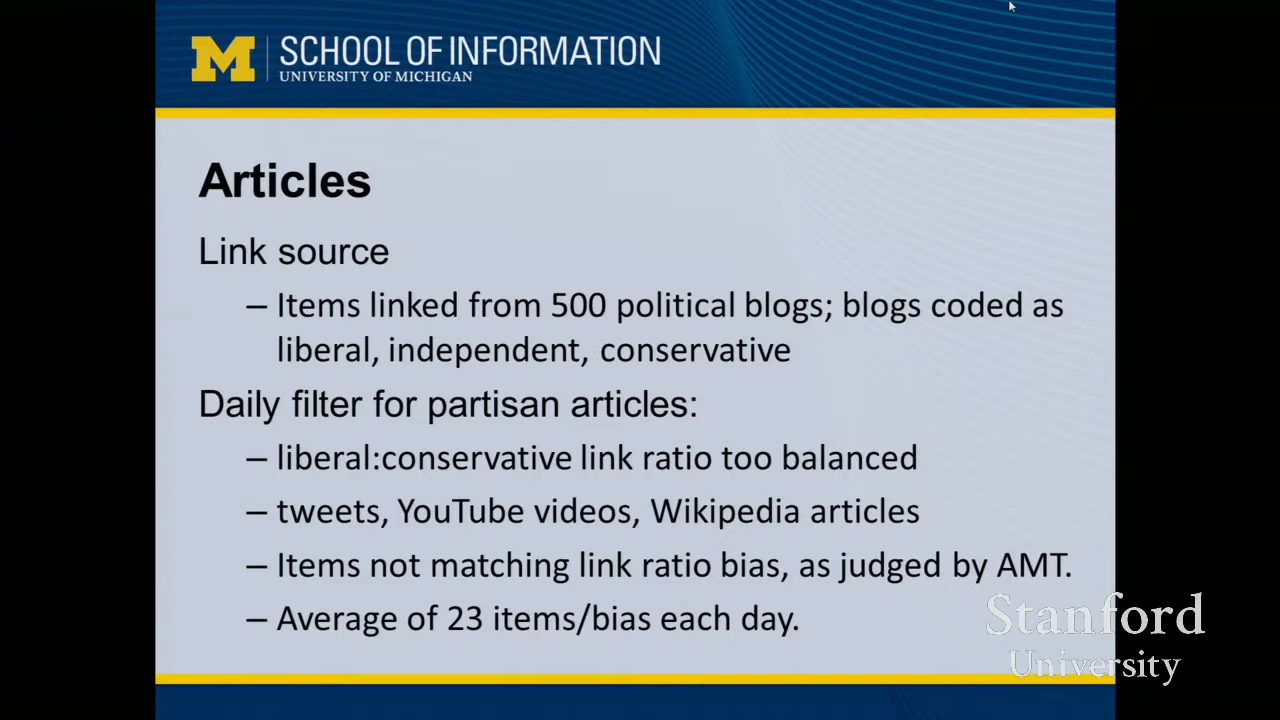 M SCHOOL OF INFORMATION
UNIVERSITY OF MICHIGAN
Articles
Link source
– Items linked from 500 political blogs; blogs coded as
liberal, independent, conservative
Daily filter for partisan articles:
– liberal:conservative link ratio too balanced
– tweets, YouTube videos, Wikipedia articles
– Items not matching link ratio bias, as judged by AMT.
– Average of 23 items/bias each day.
Stanford
University